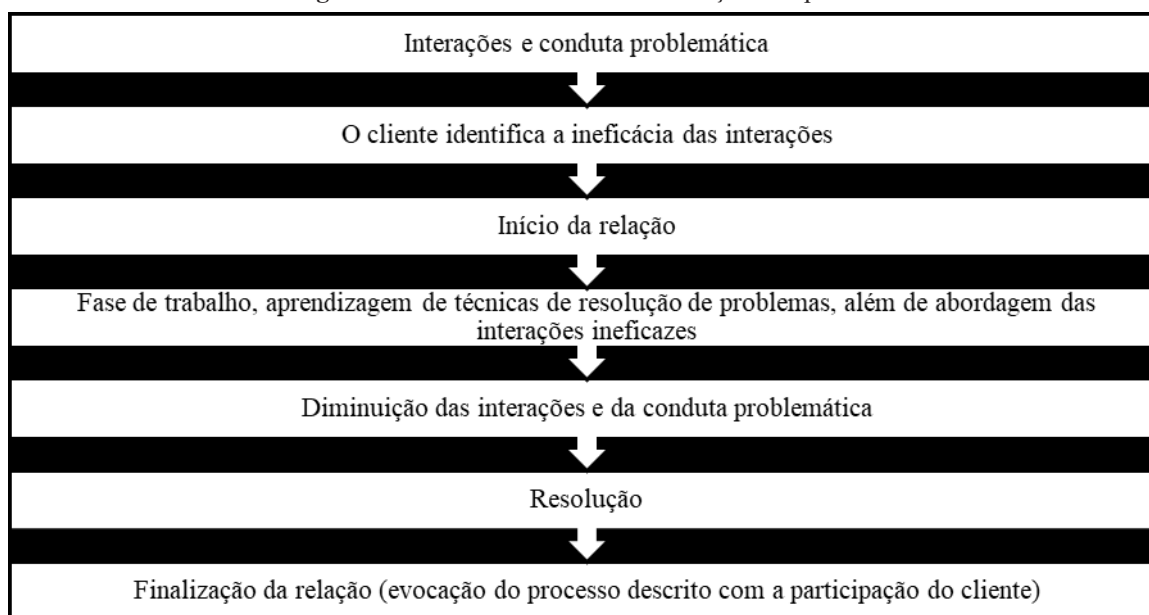 Interações e conduta problemática
O cliente identifica a ineficácia das interações
Início da relação
Fase de trabalho, aprendizagem de técnicas de resolução de problemas, além de abordagem das
interações ineficazes
Diminuição das interações e da conduta problemática
Resolução
Finalização da relação (evocação do processo descrito com a participação do cliente)